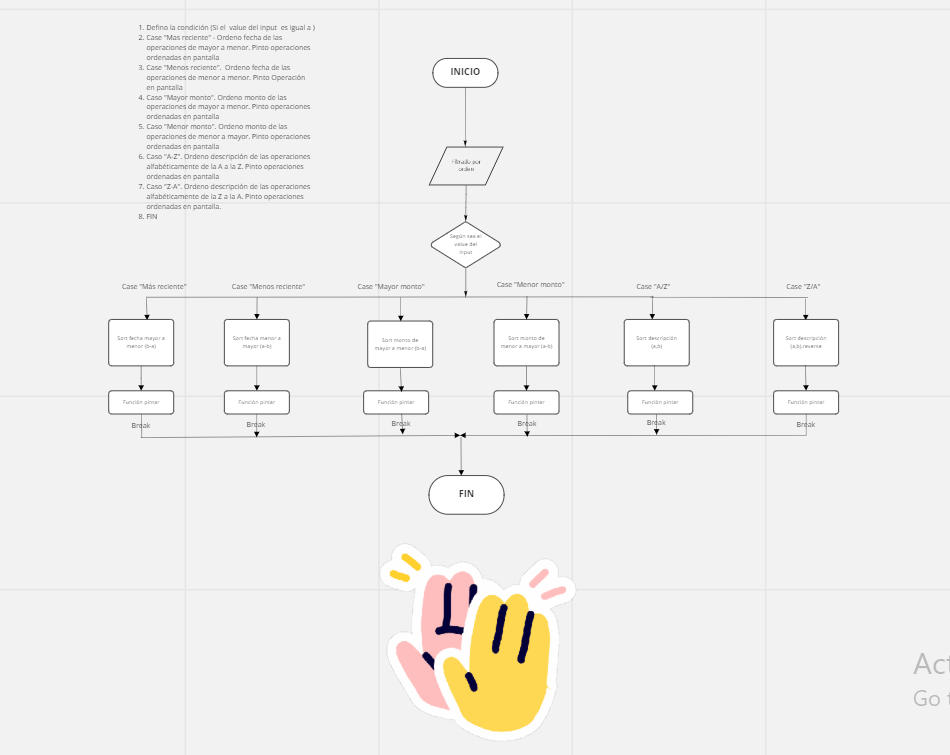 1. Defino la condición (Si el value del input es igual a )
2. Case "Mas reciente" - Ordeno fecha de las
operaciones de mayor a menor. Pinto operaciones
ordenadas en pantalla
3. Case "Menos reciente". Ordeno fecha de las
operaciones de menor a menor. Pinto Operación
en pantalla
4. Caso "Mayor monto". Ordeno monto de las
operaciones de mayor a menor. Pinto operaciones
ordenadas en pantalla
5. Caso "Menor monto". Ordeno monto de las
operaciones de menor a mayor. Pinto operaciones
ordenadas en pantalla
6. Caso "A-Z". Ordeno descripción de las operaciones
alfabéticamente de la A a la Z. Pinto operaciones
ordenadas en pantalla
7. Caso "Z-A". Ordeno descripción de las operaciones
alfabéticamente de la Z a la A. Pinto operaciones
ordenadas en pantalla.
8. FIN
INICIO
Filtrado por
orden
Según sea el
value del
input
Case "Más reciente"
Case "Menos reciente"
Case "Mayor monto"
Case "Menor monto"
Case "A/Z"
Case "Z/A"
Sort fecha mayor a
menor (b-a)
Sort fecha menor a
mayor (a-b)
Sort monto de
mayor a menor (b-a)
Sort monto de
menor a mayor (a-b)
Sort descripción
(a,b)
Sort descripción
(a,b).reverse
Función pinter
Función pinter
Función pinter
Función pinter
Función pinter
Función pinter
Break
Break
Break
Break
Break
Break
FIN
Act
Go t